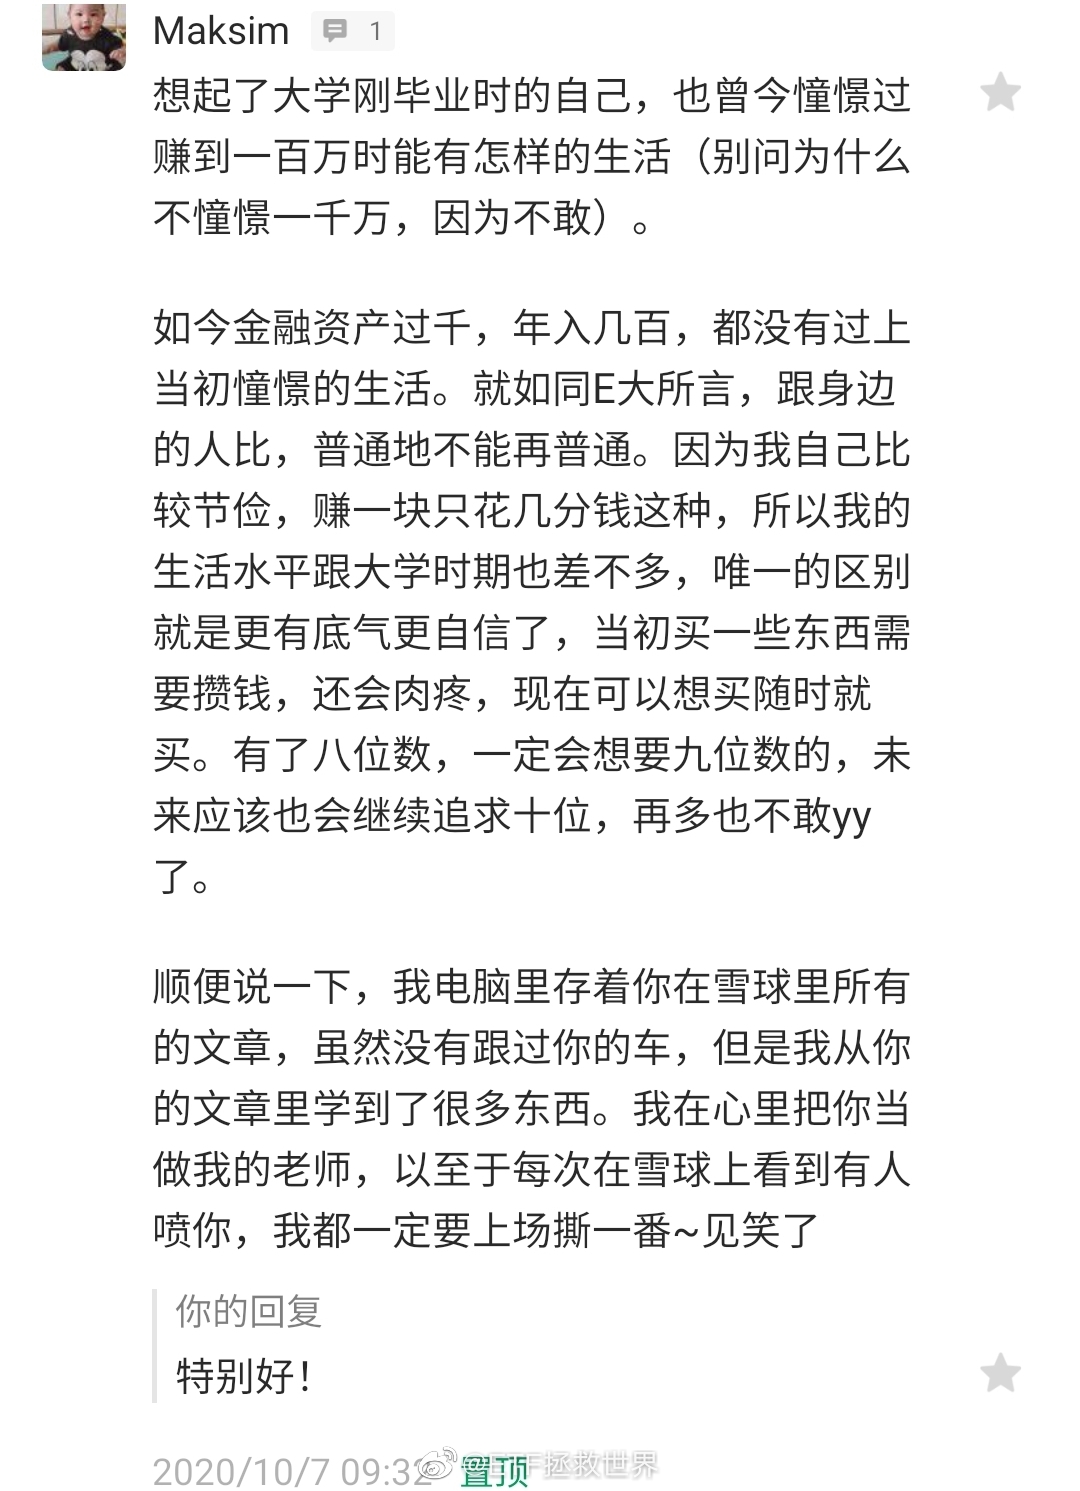 Maksim 1
想起了大学刚毕业时的自己，也曾今憧憬过
赚到一百万时能有怎样的生活（别问为什么
不憧憬一千万，因为不敢）。
如今金融资产过千，年入几百，都没有过上
当初憧憬的生活。就如同E大所言，跟身边
的人比，普通地不能再普通。因为我自己比
较节俭，赚一块只花几分钱这种，所以我的
生活水平跟大学时期也差不多，唯一的区别
就是更有底气更自信了，当初买一些东西需
要攒钱，还会肉疼，现在可以想买随时就
买。有了八位数，一定会想要九位数的，未
来应该也会继续追求十位，再多也不敢yy
了。
顺便说一下，我电脑里存着你在雪球里所有
的文章，虽然没有跟过你的车，但是我从你
的文章里学到了很多东西。我在心里把你当
做我的老师，以至于每次在雪球上看到有人
喷你，我都一定要上场撕一番~见笑了
你的回复
特别好！
2020/10/7 09:32 置顶
@ETF拯救世界